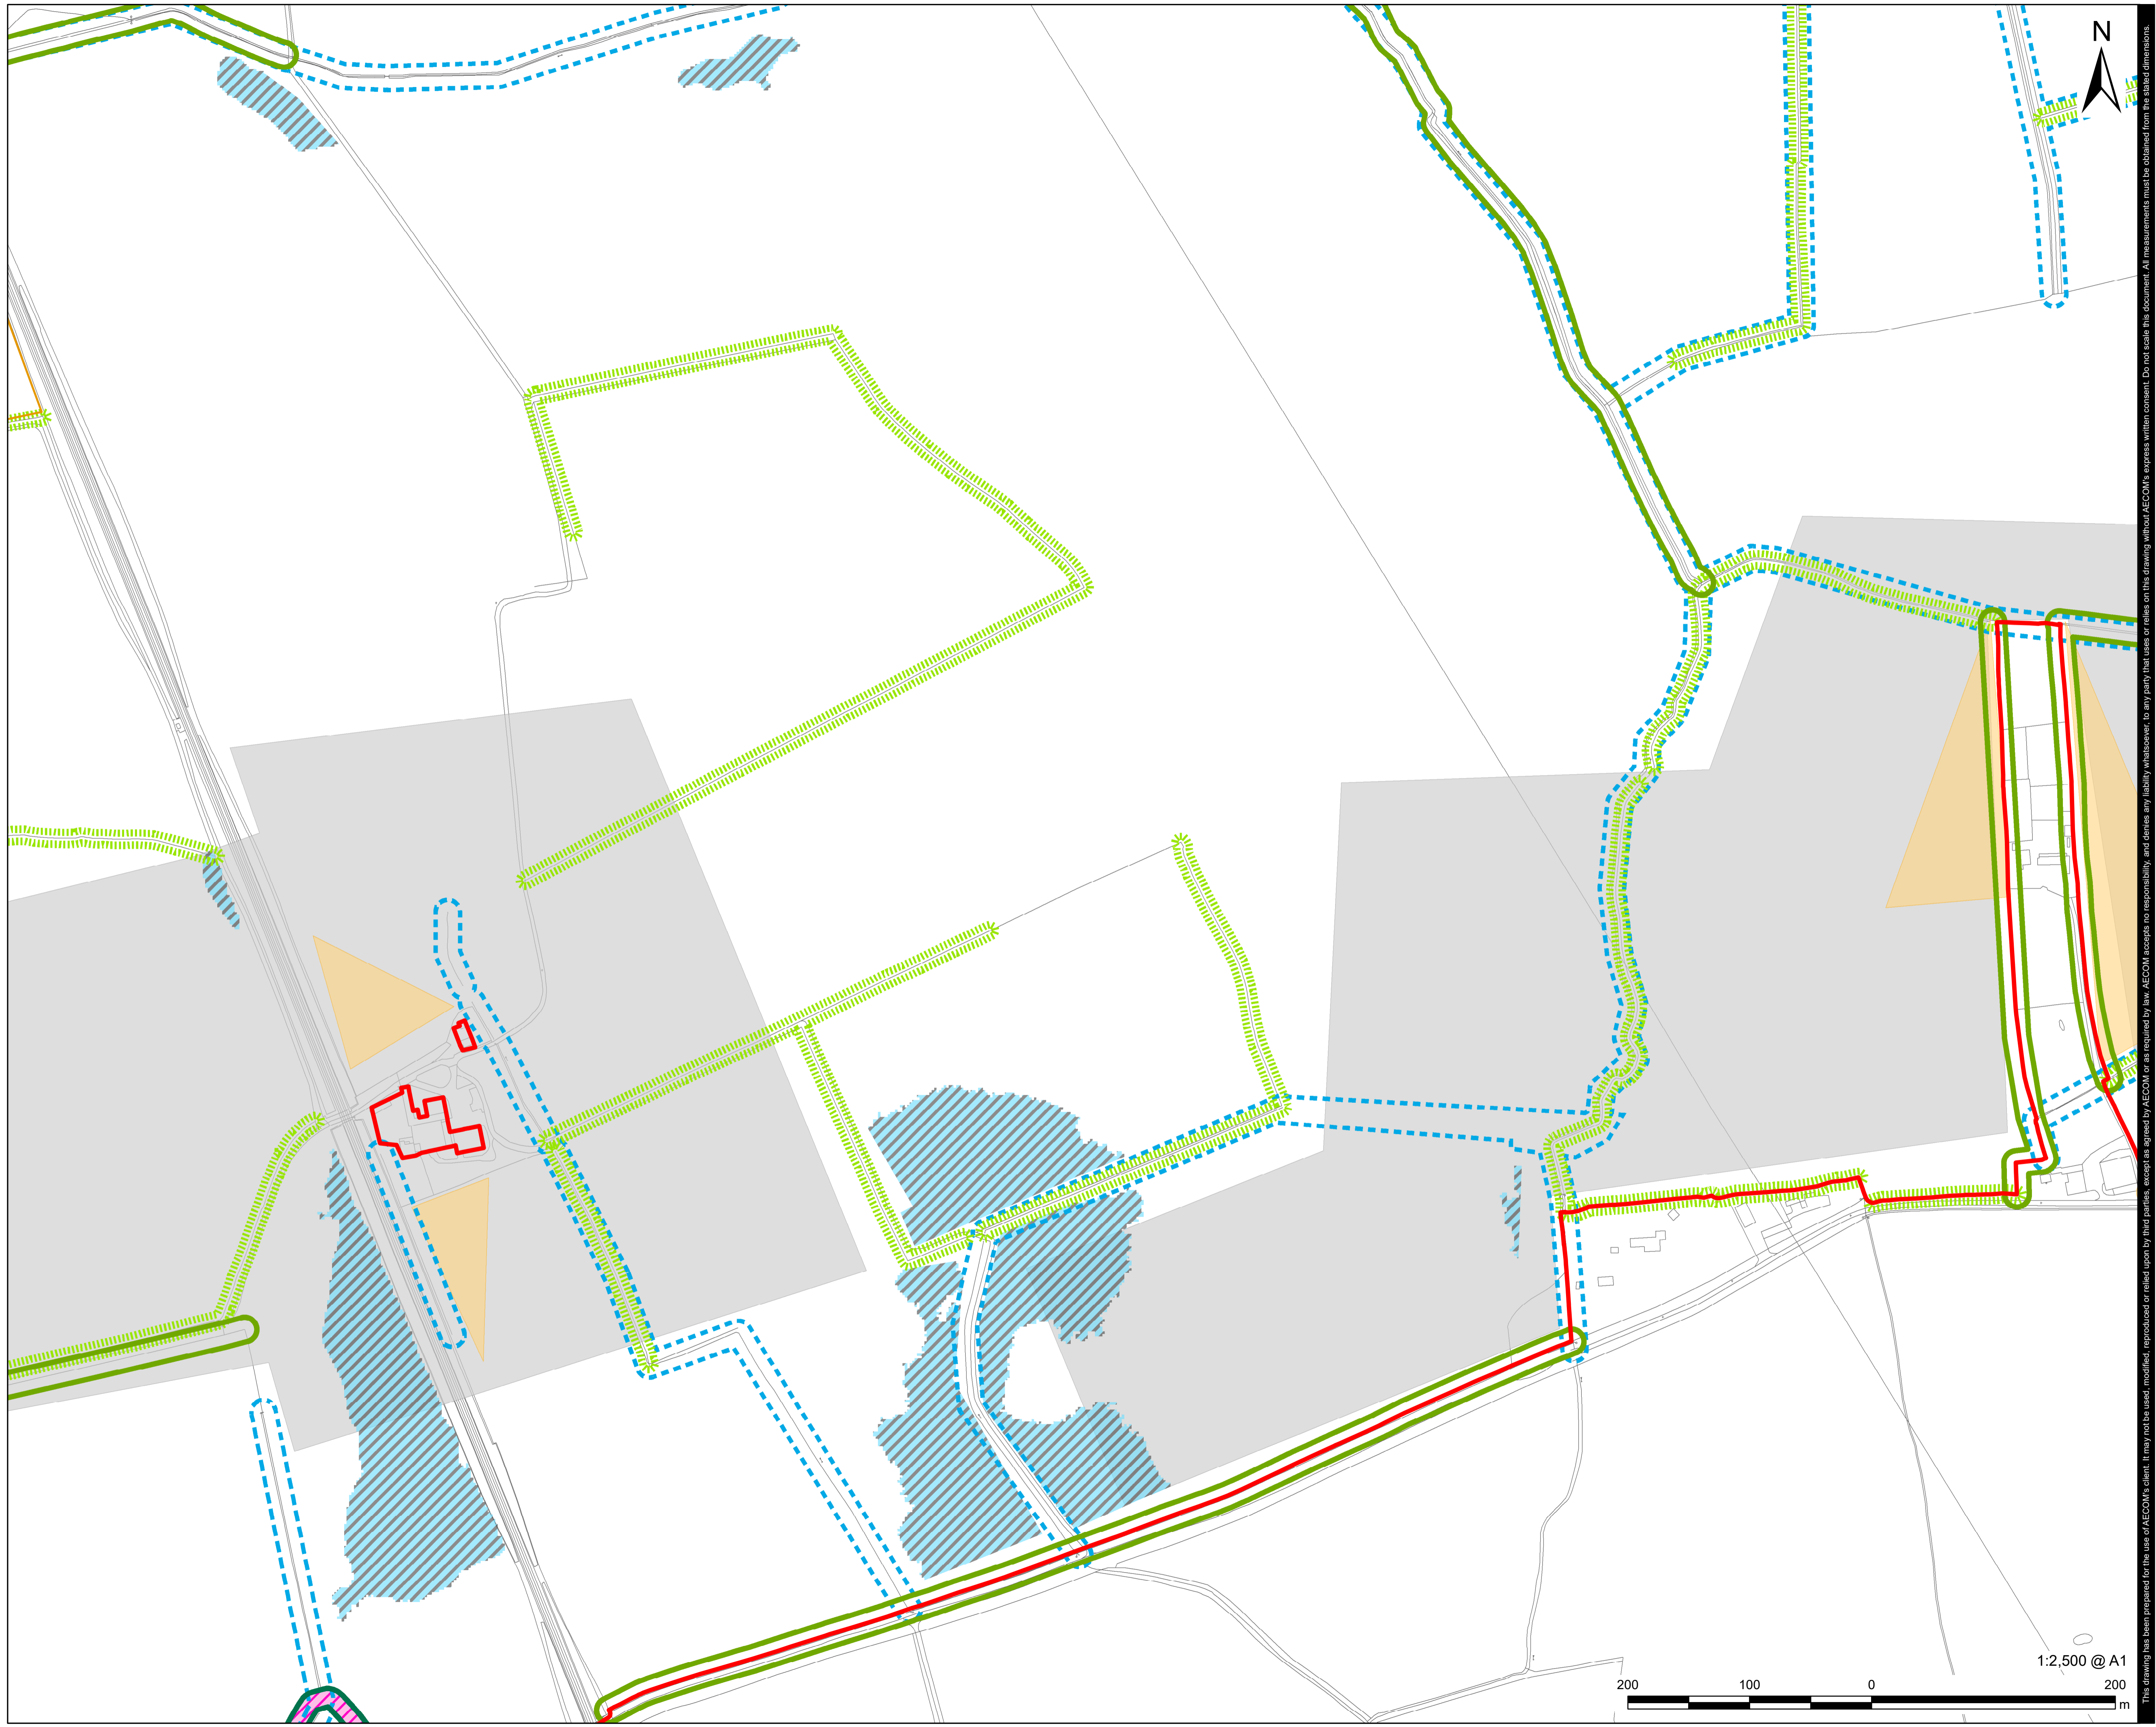 N
This drawing has been prepared for the use of AECOM's client. It may not be used, modified, reproduced or relied upon by third parties, except as agreed by AECOM or as required by law. AECOM accepts no responsibility, and denies any liability whatsoever, to any party that uses or relies on this drawing without AECOM's express written consent. Do not scale this document. All measurements must be obtained from the stated dimensions.
1:2,500 @ A1
200 100 0 200
m